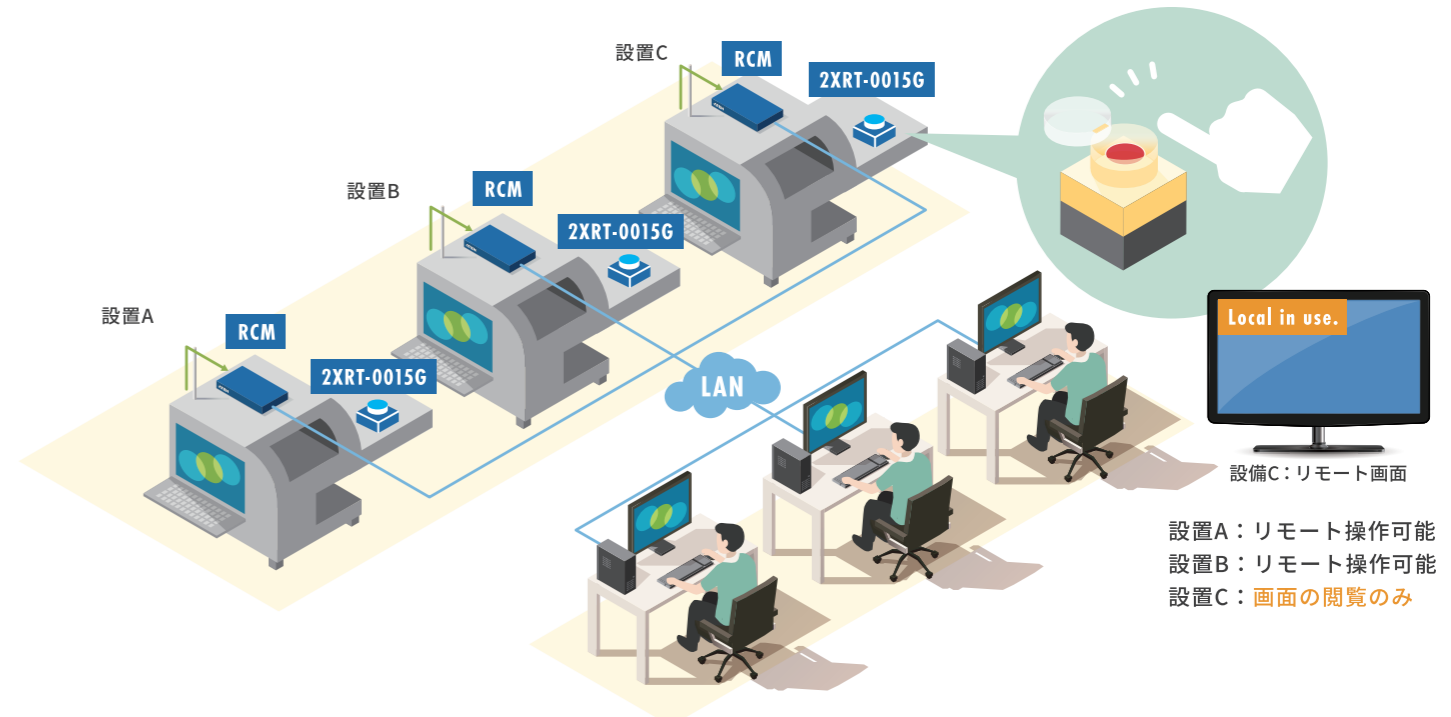 設置C
RCM
2XRT-0015G
設置B
RCM
2XRT-0015G
設置A
RCM
2XRT-0015G
LAN
Local in use.
設備C：リモート画面
設置A：リモート操作可能
設置B：リモート操作可能
設置C：画面の閲覧のみ